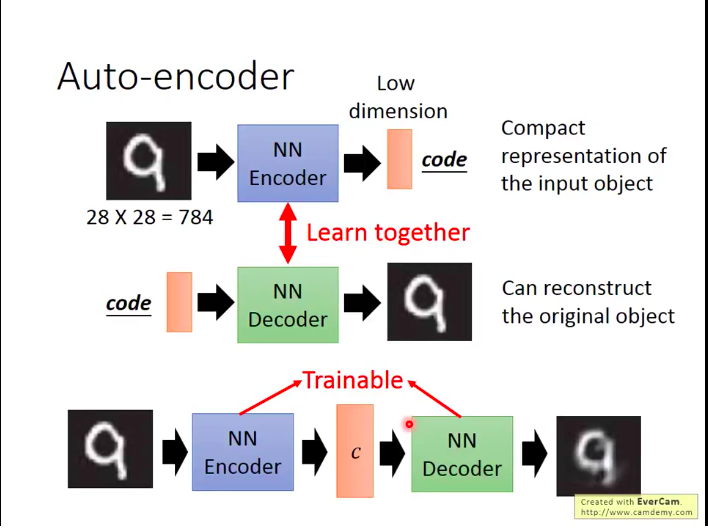 Auto-encoder
Low
dimension
NN
Encoder
code
Compact
representation of
the input object
28 X 28 = 784
Learn together
code
NN
Decoder
Can reconstruct
the original object
Trainable
NN
Encoder
c
NN
Decoder
Created with EverCam.
http://www.camdemy.com